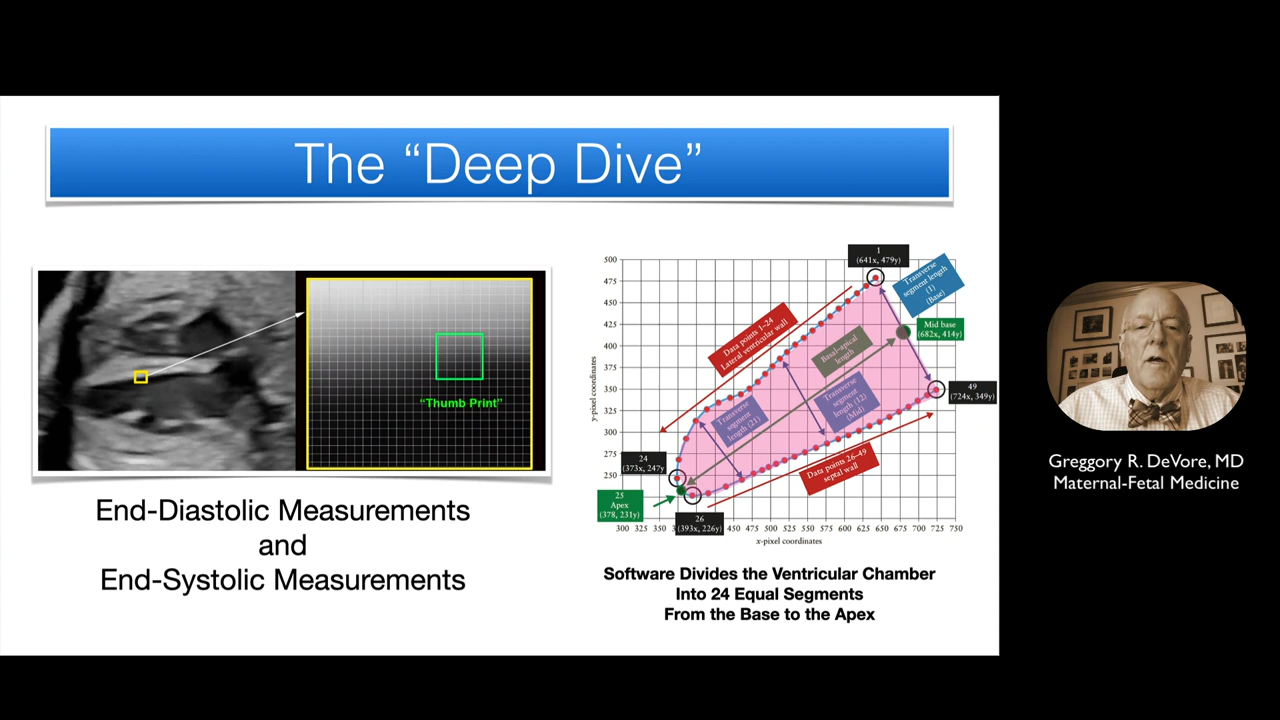 The “Deep Dive”
“Thumb Print”
End-Diastolic Measurements
and
End-Systolic Measurements
1
(641x, 479y)
Transverse
segment length
(1)
(Base)
Mid base
(682x, 414y)
49
(724x, 349y)
Data points 1–24
Lateral ventricular wall
Basal–apical
length
Transverse
segment
length (21)
Transverse
segment
length (12)
(Mid)
Data points 26–49
septal wall
24
(373x, 247y
25
Apex
(378, 231y)
26
(393x, 226y)
500
475
450
425
400
375
350
325
300
275
250
y-pixel coordinates
300 325 350 450 475 500 525 550 575 600 625 650 675 700 725 750
x-pixel coordinates
Software Divides the Ventricular Chamber
Into 24 Equal Segments
From the Base to the Apex
Greggory R. DeVore, MD
Maternal-Fetal Medicine